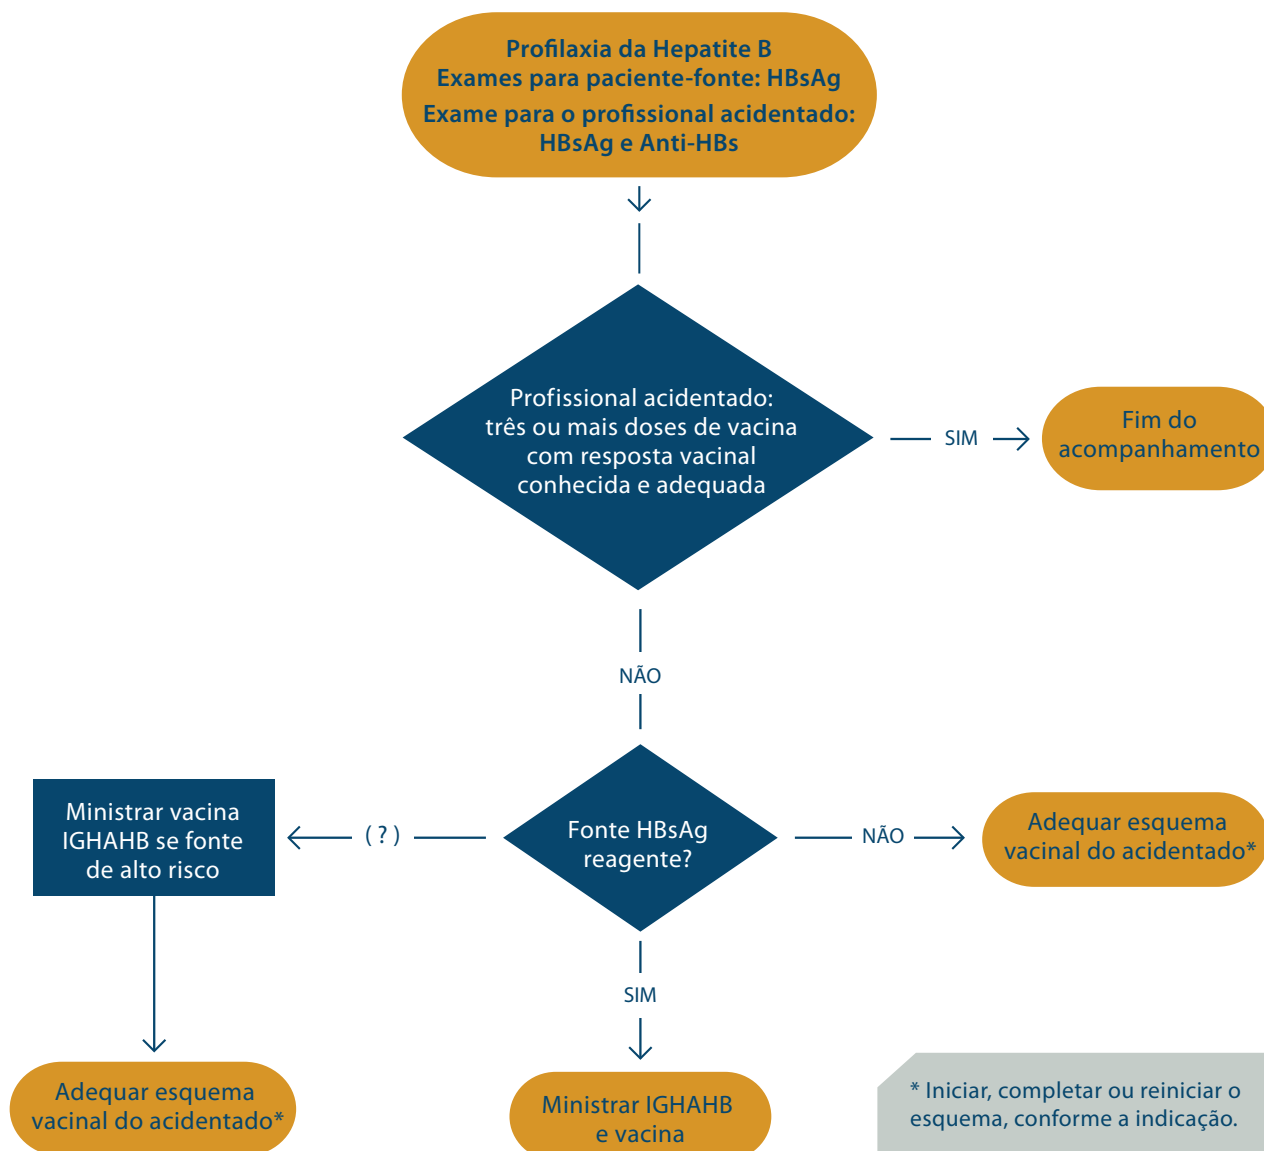 Profilaxia da Hepatite B
Exames para paciente-fonte: HBsAg
Exame para o profissional acidentado:
HBsAg e Anti-HBs
Profissional acidentado:
três ou mais doses de vacina
com resposta vacinal
conhecida e adequada
SIM
Fim do
acompanhamento
NÃO
Ministrar vacina
IGHAHB se fonte
de alto risco
( ? )
Fonte HBsAg
reagente?
NÃO
Adequar esquema
vacinal do acidentado*
SIM
Adequar esquema
vacinal do acidentado*
Ministrar IGHAHB
e vacina
* Iniciar, completar ou reiniciar o
esquema, conforme a indicação.